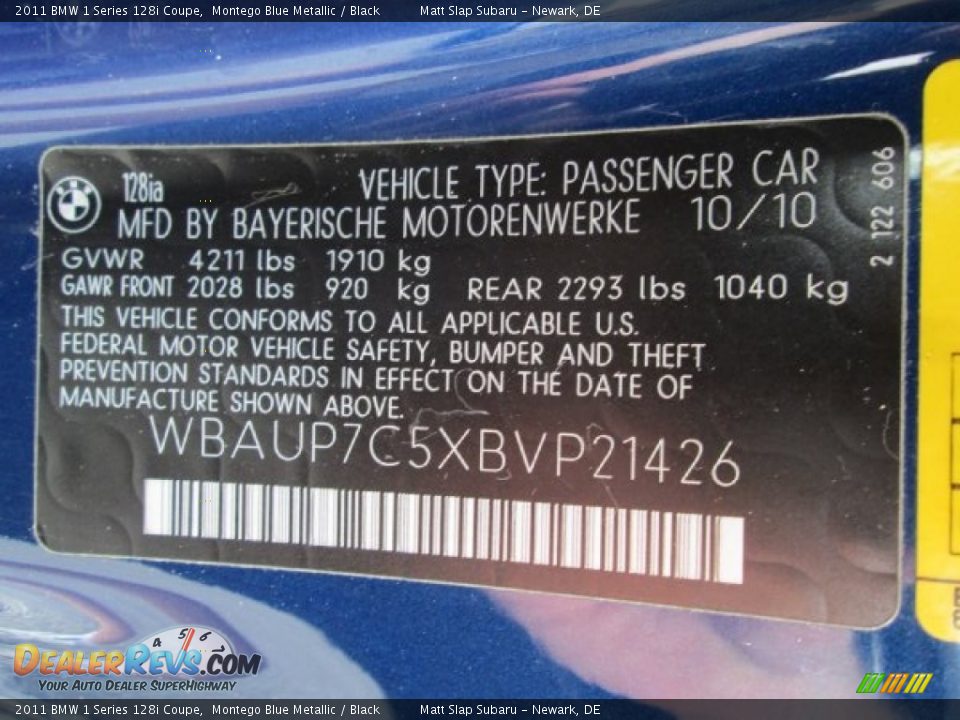 2011 BMW 1 Series 128i Coupe, Montego Blue Metallic / Black Matt Slap Subaru - Newark, DE
128ia VEHICLE TYPE: PASSENGER CAR
MFD BY BAYERISCHE MOTORENWERKE 10/10
GVWR 4211 lbs 1910 kg
GAWR FRONT 2028 lbs 920 kg REAR 2293 lbs 1040 kg
THIS VEHICLE CONFORMS TO ALL APPLICABLE U.S.
FEDERAL MOTOR VEHICLE SAFETY, BUMPER AND THEFT
PREVENTION STANDARDS IN EFFECT ON THE DATE OF
MANUFACTURE SHOWN ABOVE.
WBAUP7C5XBVP21426
2 122 606
BMW
4 5 6
DealerRevs.com
Your Auto Dealer SuperHighway
2011 BMW 1 Series 128i Coupe, Montego Blue Metallic / Black Matt Slap Subaru - Newark, DE